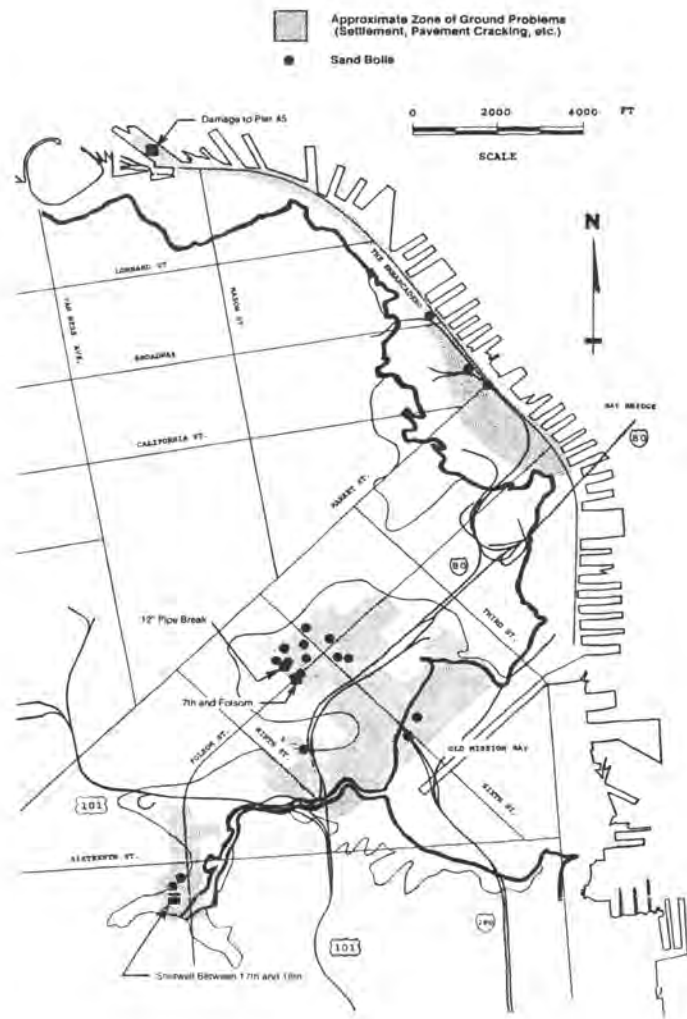 Approximate Zone of Ground Problems
(Settlement, Pavement Cracking, etc.)
Sand Boils
Damage to Pier 45
0 2000 4000 FT
SCALE
N
LOMBARD ST
THE EMBARCADERO
VAN NESS AVE.
MASON ST.
BROADWAY
BAY BRIDGE
80
CALIFORNIA ST.
MARKET ST.
80
12" Pipe Break
THIRD ST.
7th and Folsom
FOLSOM ST.
NINTH ST.
OLD MISSION BAY
SIXTH ST.
101
SIXTEENTH ST.
280
101
Shotwell Between 17th and 18th